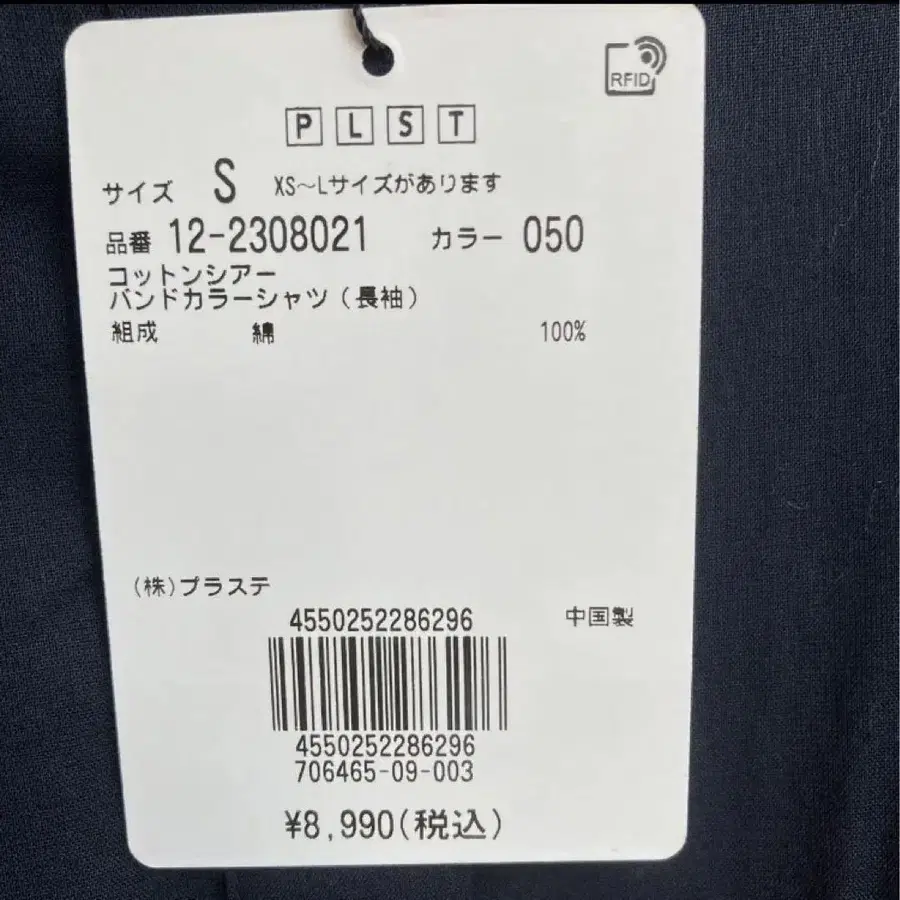 RFID
PLST
サイズ S XS～Lサイズがあります
品番 12-2308021 カラー 050
コットンシアー
バンドカラーシャツ(長袖)
組成 綿 100%
(株)プラステ
4550252286296 中国製
4550252286296
706465-09-003
¥8,990(税込)